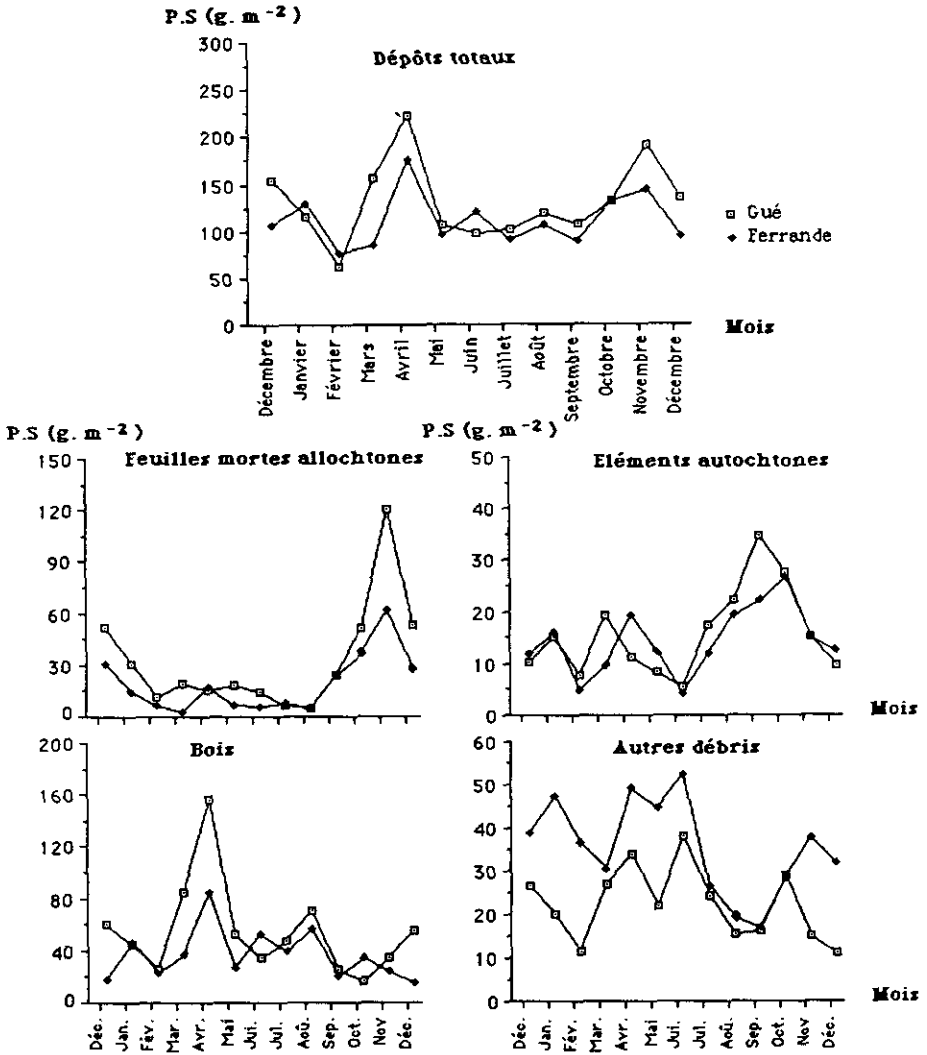 P.S (g. m⁻²)
300
250
200
150
100
50
0
Dépôts totaux
Gué
Ferrande
Mois
Décembre
Janvier
Février
Mars
Avril
Mai
Juin
Juillet
Août
Septembre
Octobre
Novembre
Décembre
P.S (g. m⁻²)
Feuilles mortes allochtones
150
120
90
60
30
0
P.S (g. m⁻²)
Eléments autochtones
50
40
30
20
10
0
Mois
Bois
200
160
120
80
40
0
Déc.
Jan.
Fév.
Mar.
Avr.
Mai
Jui.
Jul.
Aoû.
Sep.
Oct.
Nov
Déc.
Autres débris
60
50
40
30
20
10
0
Mois
Déc.
Jan.
Fév.
Mar.
Avr.
Mai
Jui.
Jul.
Aoû.
Sep.
Oct.
Nov
Déc.